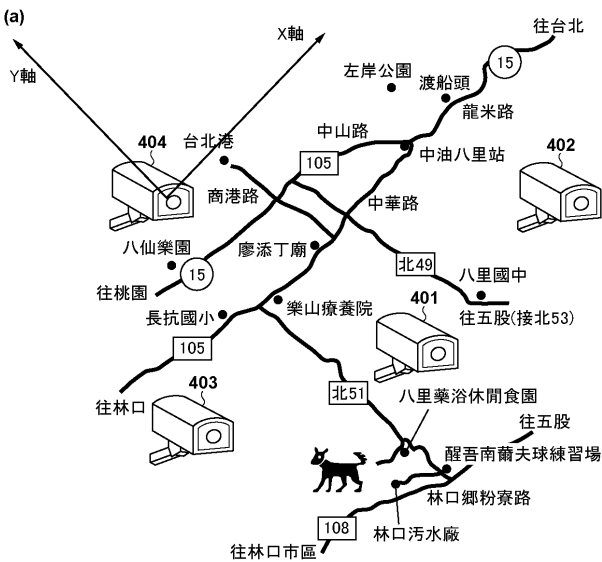 (a)
X軸
Y軸
往台北
15
左岸公園
渡船頭
龍米路
404
台北港
中山路
105
中油八里站
402
商港路
中華路
八仙樂園
廖添丁廟
15
北49
八里國中
往桃園
長抗國小
樂山療養院
401
往五股(接北53)
105
往林口
403
北51
八里藥浴休閒食園
往五股
醒吾南薾夫球練習場
林口鄉粉寮路
108
林口汚水廠
往林口市區